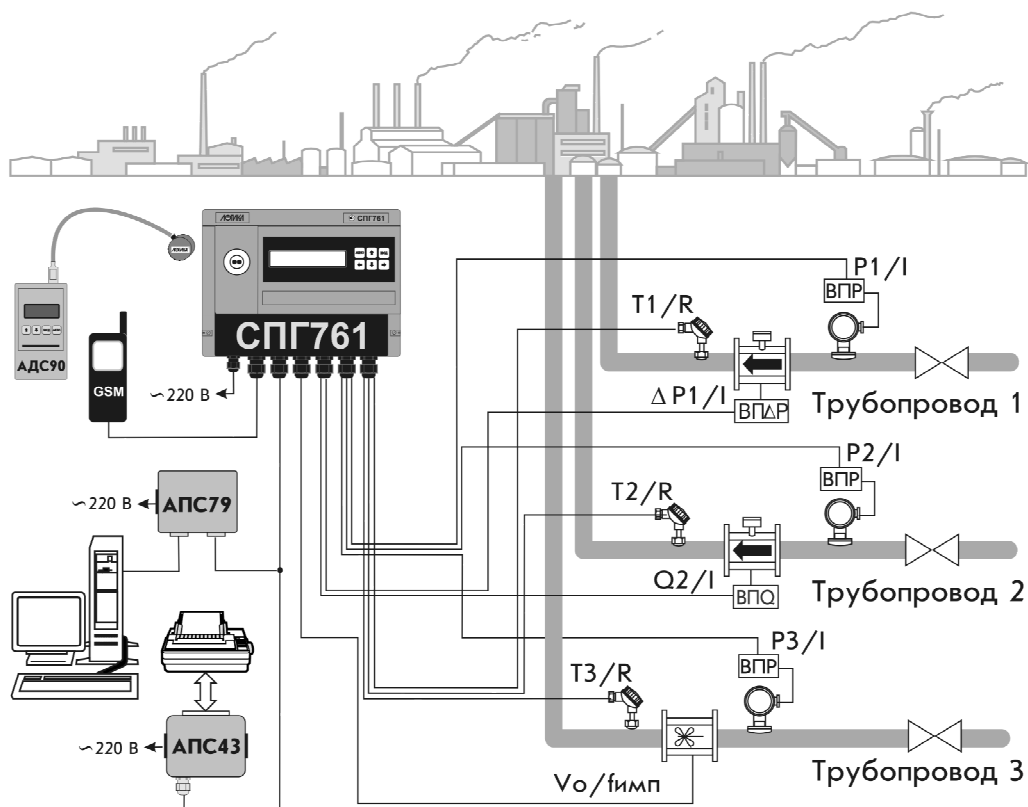 ЛОГИКА
СПГ761
СПГ761
АДС90
GSM
~220 В
АПС79
~220 В
АПС43
~220 В
P1/I
ВПР
T1/R
ΔP1/I
ВПΔР
Трубопровод 1
P2/I
ВПР
T2/R
Q2/I
ВПQ
Трубопровод 2
P3/I
ВПР
T3/R
Vо/fимп
Трубопровод 3